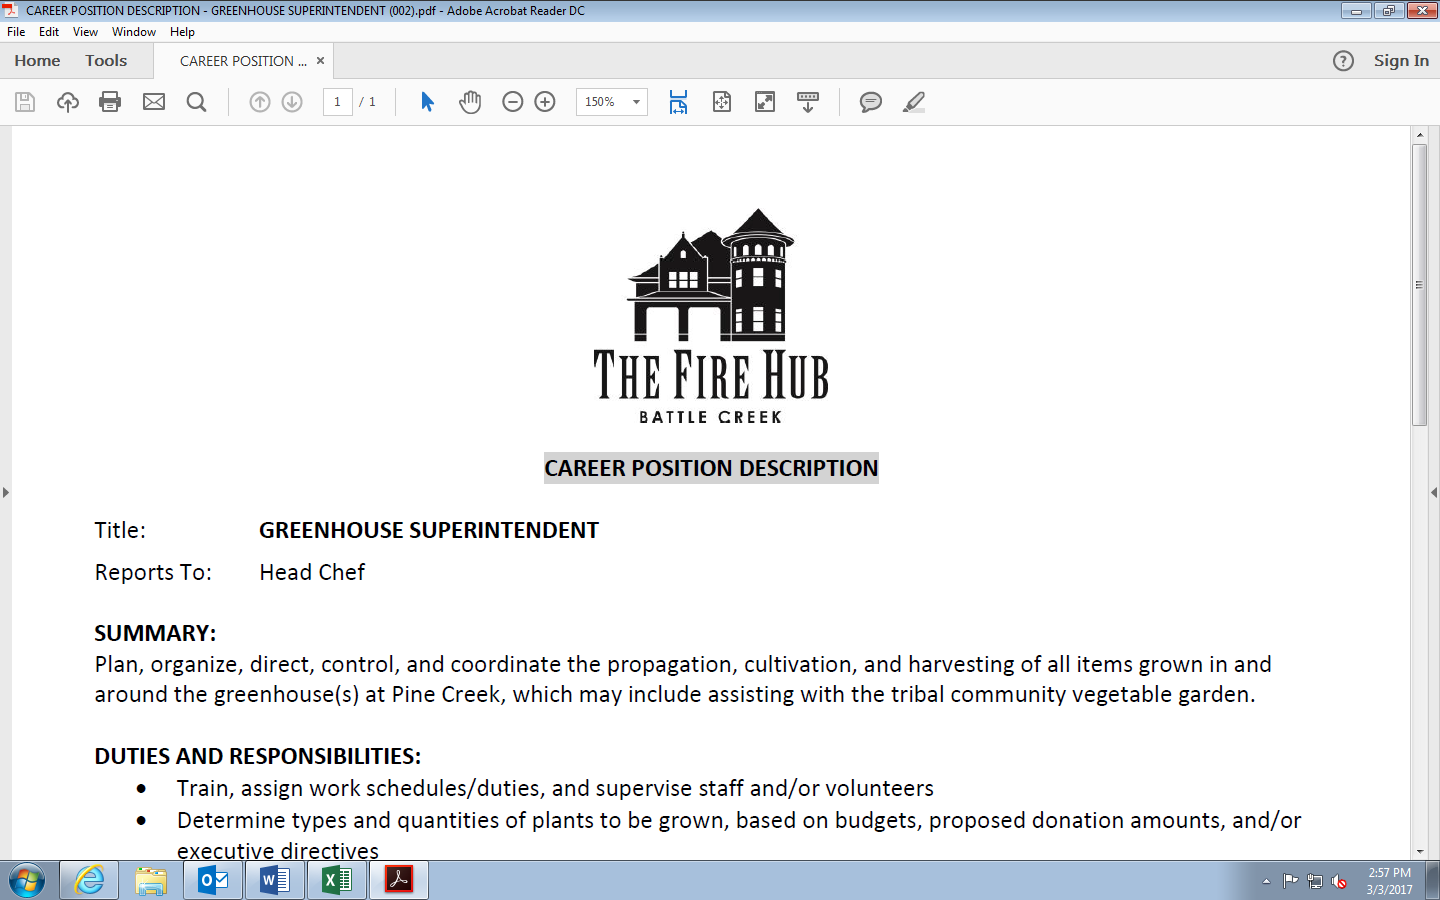 CAREER POSITION DESCRIPTION - GREENHOUSE SUPERINTENDENT (002).pdf - Adobe Acrobat Reader DC
File Edit View Window Help
Home Tools CAREER POSITION ... × Sign In
1 / 1 150%
THE FIRE HUB
BATTLE CREEK
CAREER POSITION DESCRIPTION
Title: GREENHOUSE SUPERINTENDENT
Reports To: Head Chef
SUMMARY:
Plan, organize, direct, control, and coordinate the propagation, cultivation, and harvesting of all items grown in and
around the greenhouse(s) at Pine Creek, which may include assisting with the tribal community vegetable garden.
DUTIES AND RESPONSIBILITIES:
• Train, assign work schedules/duties, and supervise staff and/or volunteers
• Determine types and quantities of plants to be grown, based on budgets, proposed donation amounts, and/or
executive directives
2:57 PM
3/3/2017